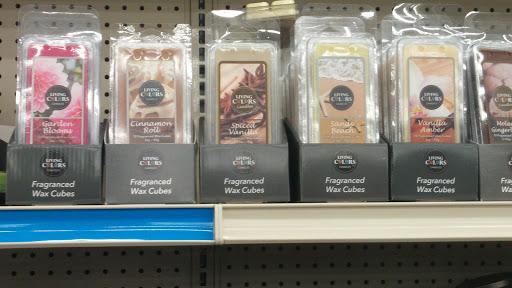 LIVING
COLORS
Garden
Blooms
LIVING
COLORS
Fragranced
Wax Cubes
LIVING
COLORS
Cinnamon
Roll
LIVING
COLORS
Fragranced
Wax Cubes
LIVING
COLORS
Spiced
Vanilla
LIVING
COLORS
Fragranced
Wax Cubes
LIVING
COLORS
Sandy
Beach
LIVING
COLORS
Fragranced
Wax Cubes
LIVING
COLORS
Vanilla
Amber
LIVING
COLORS
Fragranced
Wax Cubes
LIVING
COLORS
Fragranced
Wax Cubes